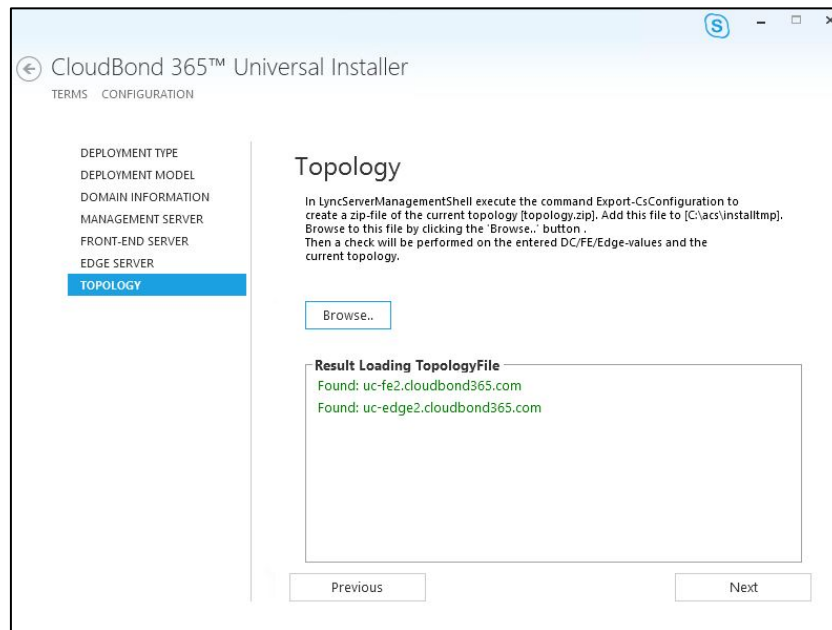 S
CloudBond 365™ Universal Installer
TERMS CONFIGURATION
DEPLOYMENT TYPE
DEPLOYMENT MODEL
DOMAIN INFORMATION
MANAGEMENT SERVER
FRONT-END SERVER
EDGE SERVER
TOPOLOGY
Topology
In LyncServerManagementShell execute the command Export-CsConfiguration to
create a zip-file of the current topology [topology.zip]. Add this file to [C:\acs\installtmp].
Browse to this file by clicking the 'Browse..' button .
Then a check will be performed on the entered DC/FE/Edge-values and the
current topology.
Browse..
Result Loading TopologyFile
Found: uc-fe2.cloudbond365.com
Found: uc-edge2.cloudbond365.com
Previous
Next